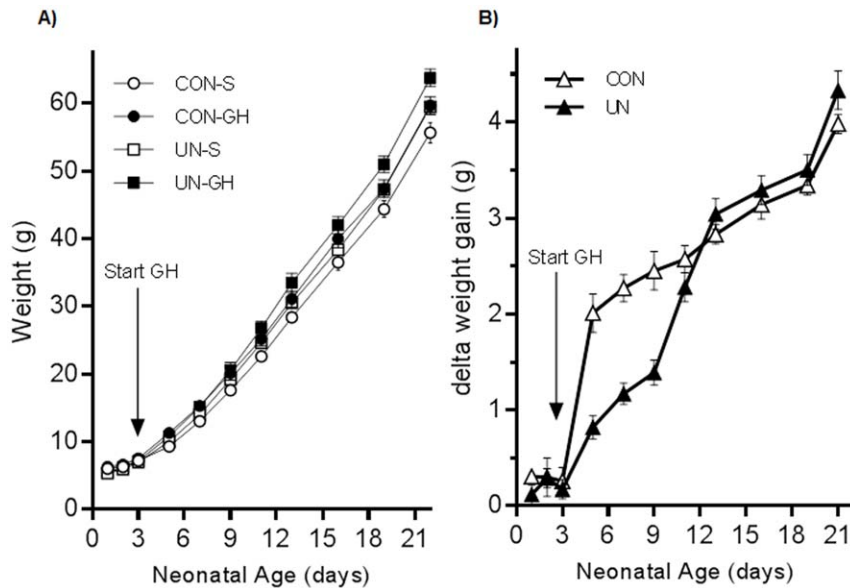 A)
CON-S
CON-GH
UN-S
UN-GH
Start GH
Weight (g)
60
50
40
30
20
10
0
0 3 6 9 12 15 18 21
Neonatal Age (days)
B)
CON
UN
Start GH
delta weight gain (g)
4
3
2
1
0
0 3 6 9 12 15 18 21
Neonatal Age (days)